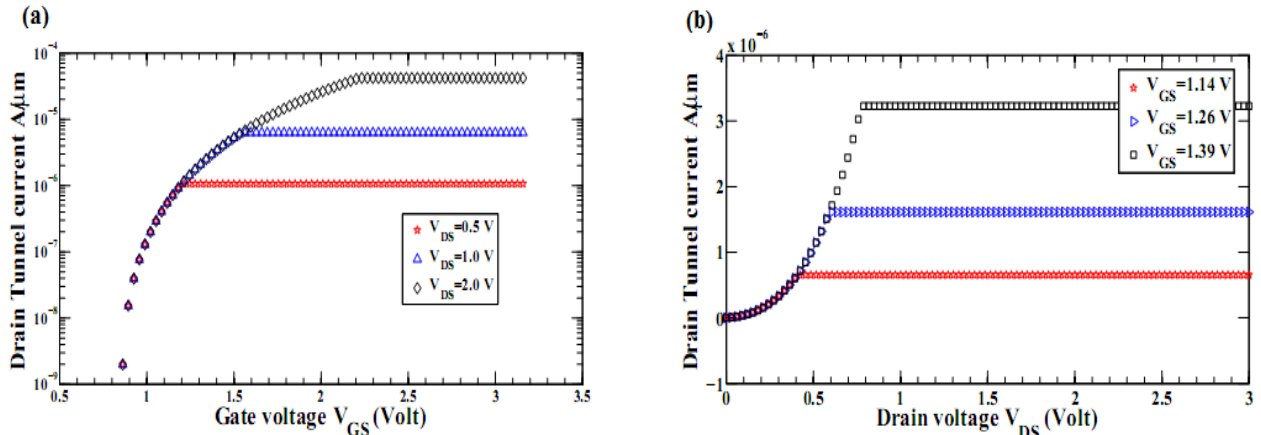 (a)
Drain Tunnel current A/μm
10⁻⁴
10⁻⁵
10⁻⁶
10⁻⁷
10⁻⁸
10⁻⁹
V_DS=0.5 V
V_DS=1.0 V
V_DS=2.0 V
0.5 1 1.5 2 2.5 3 3.5
Gate voltage V_GS (Volt)
(b)
x 10⁻⁶
Drain Tunnel current A/μm
4
3
2
1
0
−1
V_GS=1.14 V
V_GS=1.26 V
V_GS=1.39 V
0 0.5 1 1.5 2 2.5 3
Drain voltage V_DS (Volt)